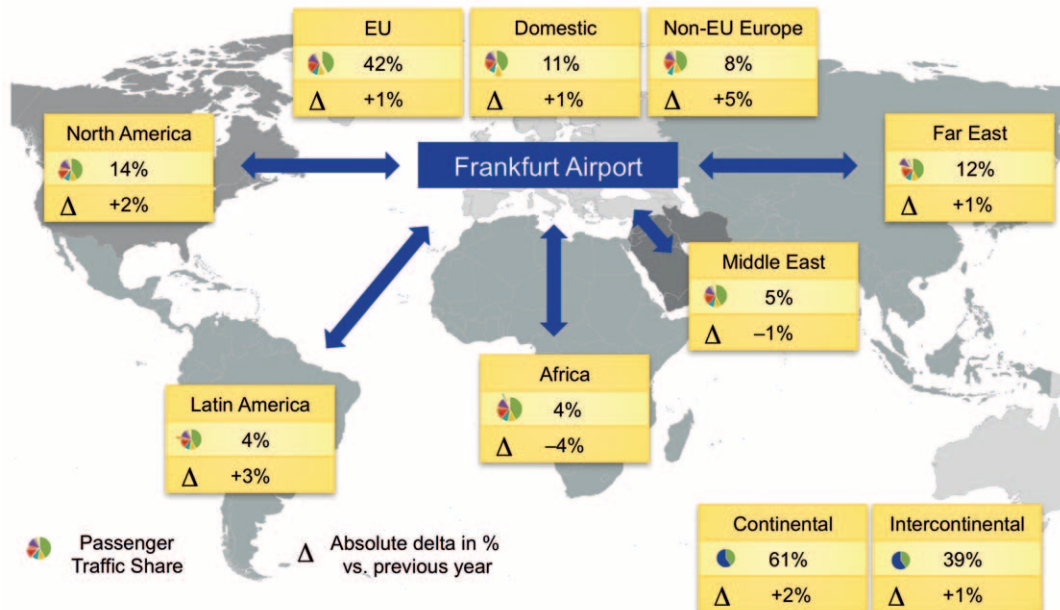 EU
42%
Δ +1%
Domestic
11%
Δ +1%
Non-EU Europe
8%
Δ +5%
North America
14%
Δ +2%
Frankfurt Airport
Far East
12%
Δ +1%
Middle East
5%
Δ –1%
Africa
4%
Δ –4%
Latin America
4%
Δ +3%
Continental
61%
Δ +2%
Intercontinental
39%
Δ +1%
Passenger
Traffic Share
Δ Absolute delta in %
vs. previous year